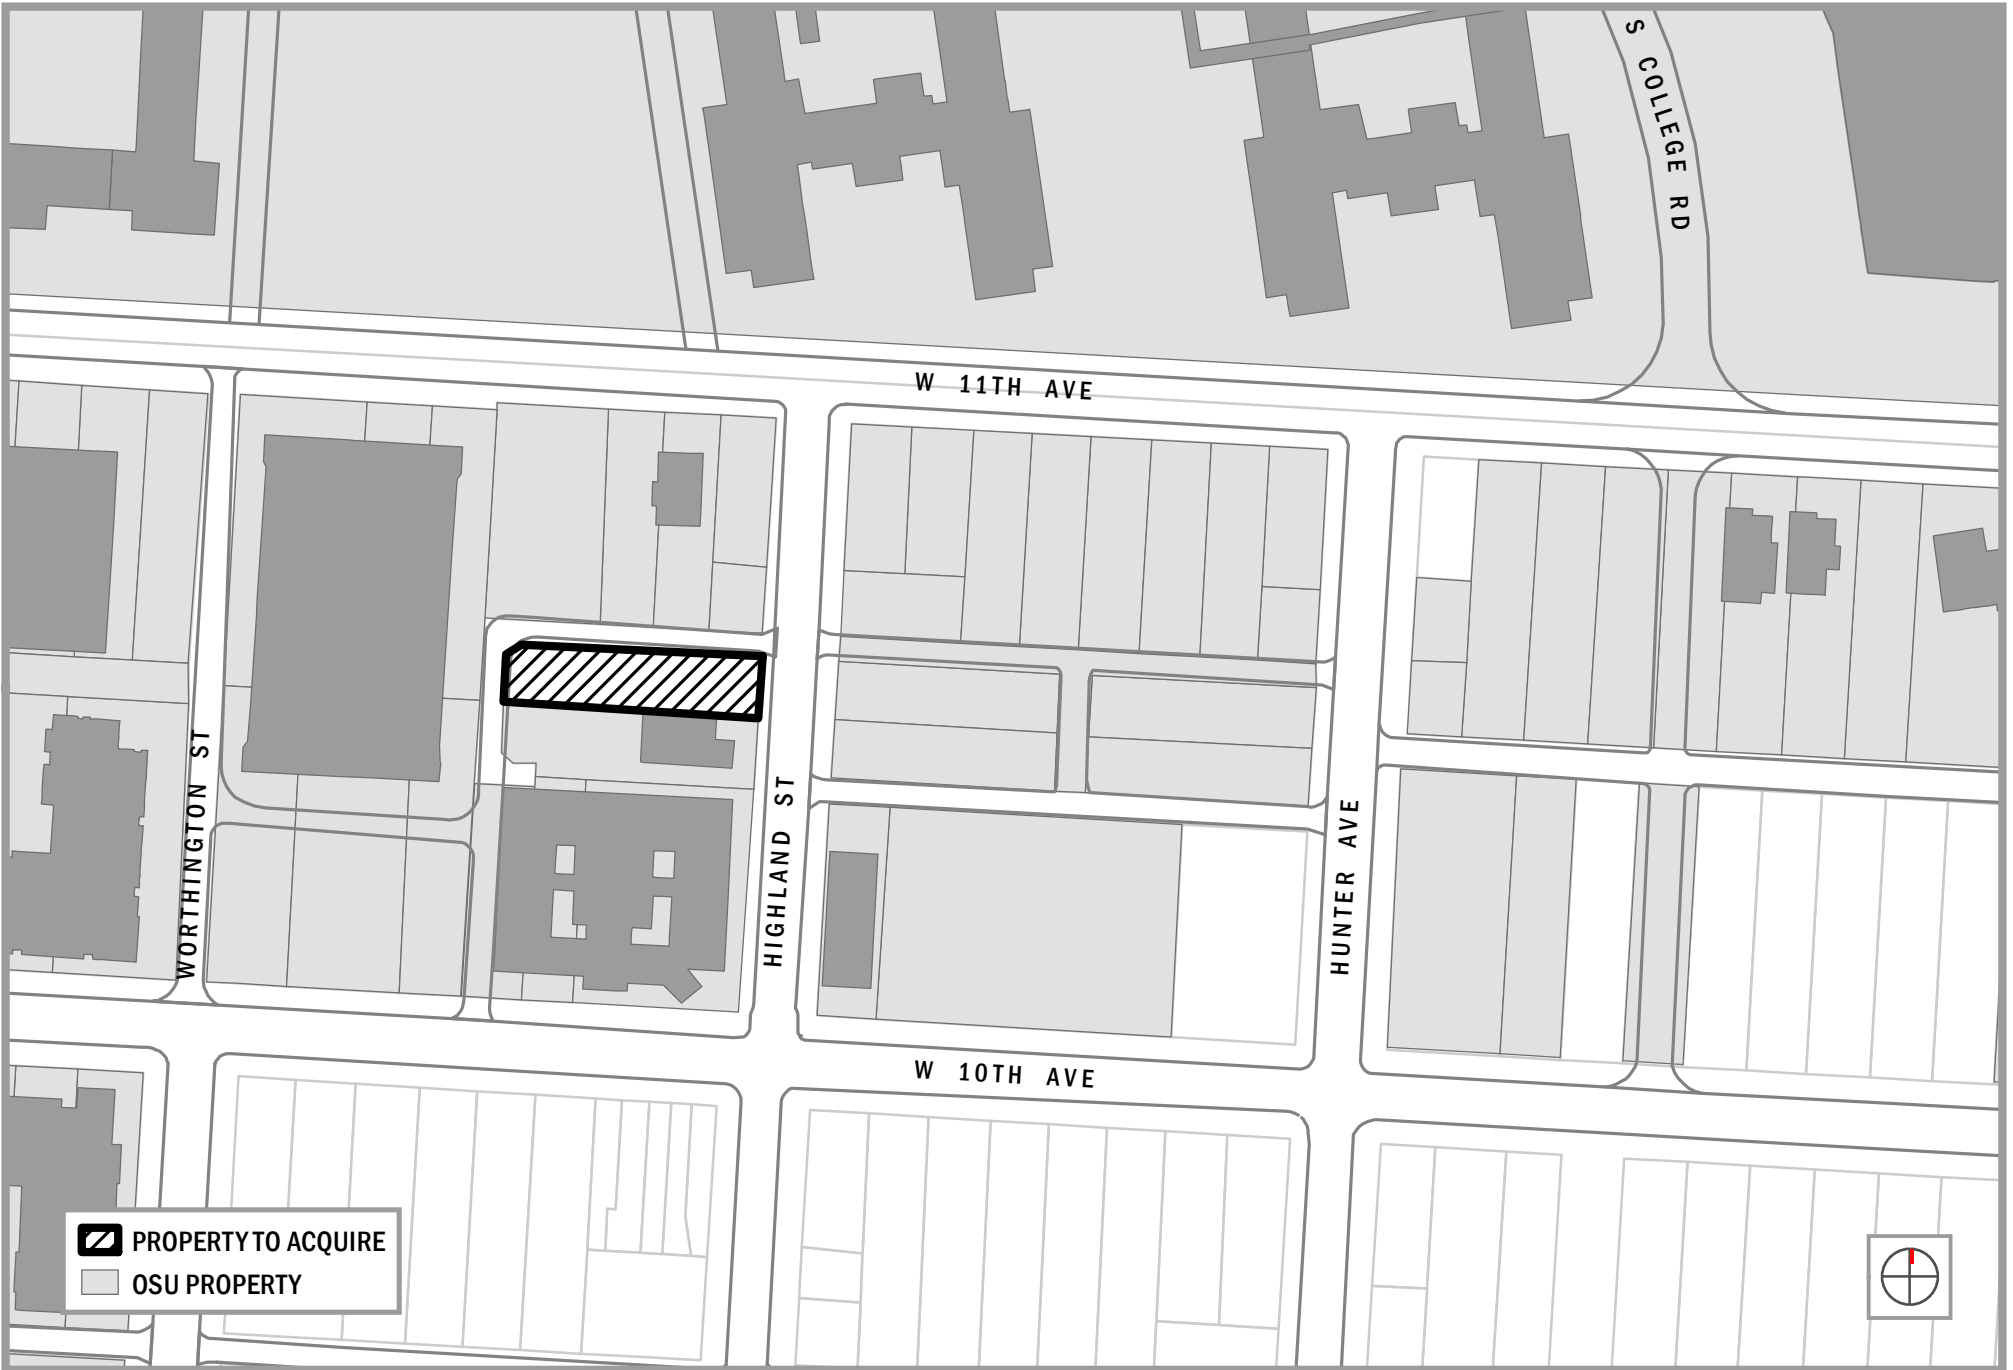 S COLLEGE RD
W 11TH AVE
WORTHINGTON ST
HIGHLAND ST
HUNTER AVE
W 10TH AVE
PROPERTY TO ACQUIRE
OSU PROPERTY